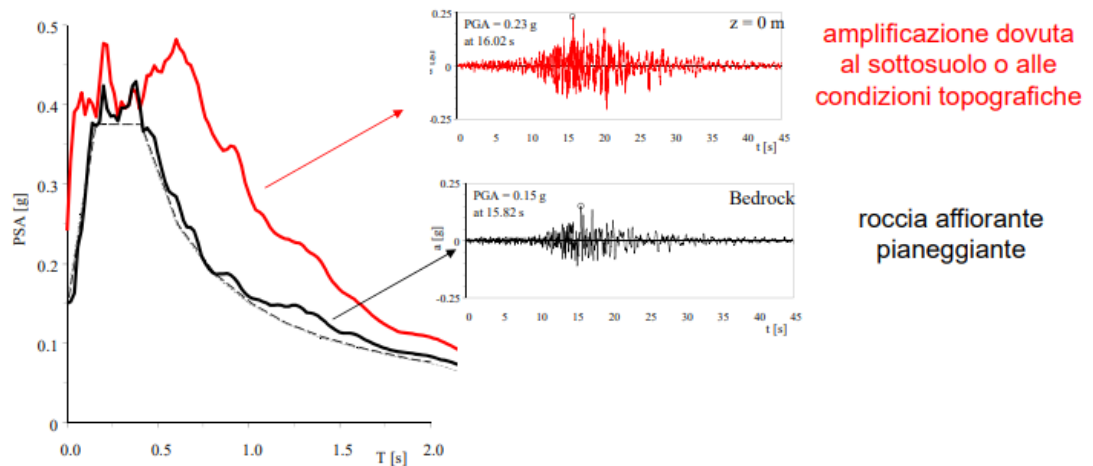 0.5
0.4
0.3
0.2
0.1
0
PSA [g]
0.0
0.5
1.0
1.5
2.0
T [s]
0.25
0
-0.25
PGA = 0.23 g
at 16.02 s
z = 0 m
0
5
10
15
20
25
30
35
40
45
t [s]
amplificazione dovuta
al sottosuolo o alle
condizioni topografiche
0.25
0
-0.25
a [g]
PGA = 0.15 g
at 15.82 s
Bedrock
0
5
10
15
20
25
30
35
40
45
t [s]
roccia affiorante
pianeggiante